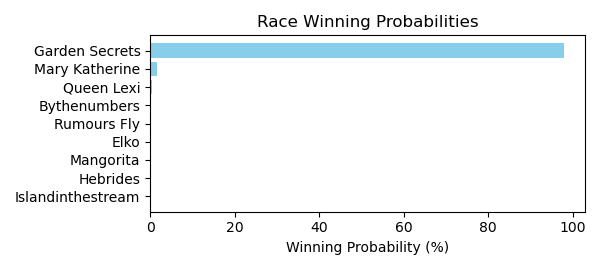 Race Winning Probabilities
Garden Secrets
Mary Katherine
Queen Lexi
Bythenumbers
Rumours Fly
Elko
Mangorita
Hebrides
Islandinthestream
0 20 40 60 80 100
Winning Probability (%)